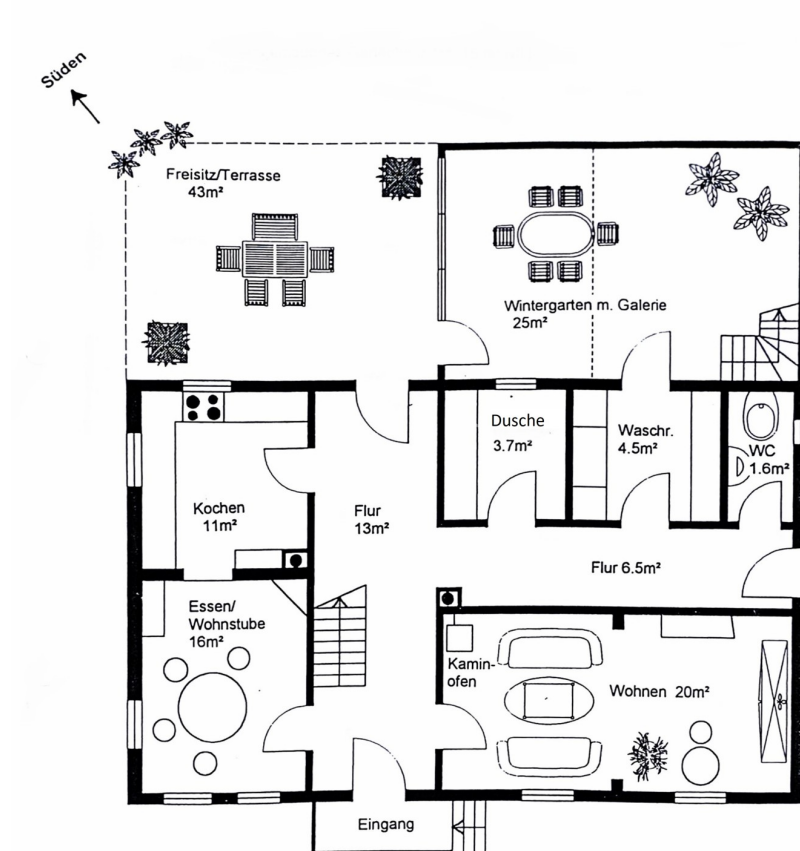 Süden
Freisitz/Terrasse
43m²
Wintergarten m. Galerie
25m²
Dusche
3.7m²
Waschr.
4.5m²
WC
1.6m²
Kochen
11m²
Flur
13m²
Flur 6.5m²
Essen/
Wohnstube
16m²
Kamin-
ofen
Wohnen 20m²
Eingang